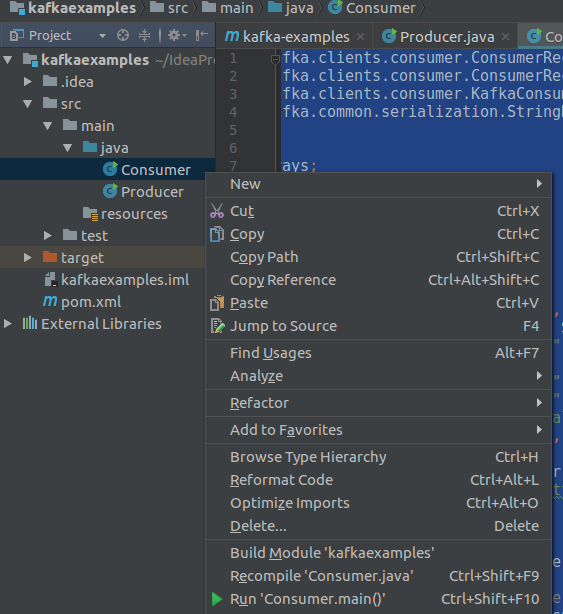 kafkaexamples src main java Consumer
Project
kafka-examples Producer.java Co
kafkaexamples ~/IdeaPro
.idea
src
main
java
Consumer
Producer
resources
test
target
kafkaexamples.iml
pom.xml
External Libraries
1 fka.clients.consumer.ConsumerRec
2 fka.clients.consumer.ConsumerRec
3 fka.clients.consumer.KafkaConsum
4 fka.common.serialization.String
5
6
7 ays;
New
Cut Ctrl+X
Copy Ctrl+C
Copy Path Ctrl+Shift+C
Copy Reference Ctrl+Alt+Shift+C
Paste Ctrl+V
Jump to Source F4
Find Usages Alt+F7
Analyze
Refactor
Add to Favorites
Browse Type Hierarchy Ctrl+H
Reformat Code Ctrl+Alt+L
Optimize Imports Ctrl+Alt+O
Delete... Delete
Build Module 'kafkaexamples'
Recompile 'Consumer.java' Ctrl+Shift+F9
Run 'Consumer.main()' Ctrl+Shift+F10